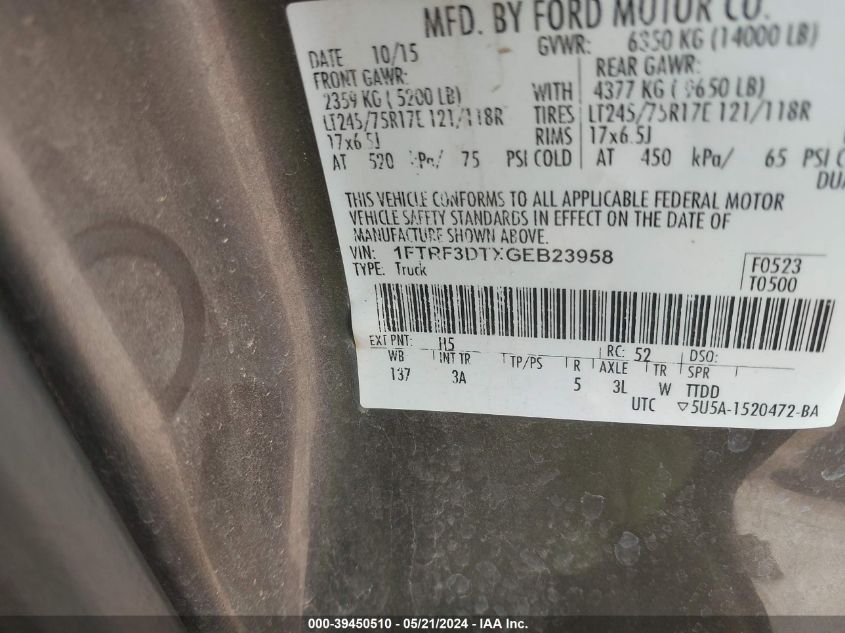 MFD. BY FORD MOTOR CO.
DATE 10/15 GVWR: 6350 KG (14000 LB)
FRONT GAWR: REAR GAWR:
2359 KG (5200 LB) WITH 4377 KG (9650 LB)
LT245/75R17E 121/118R TIRES LT245/75R17E 121/118R
17x6.5J RIMS 17x6.5J
AT 520 kPa/ 75 PSI COLD AT 450 kPa/ 65 PSI
THIS VEHICLE CONFORMS TO ALL APPLICABLE FEDERAL MOTOR
VEHICLE SAFETY STANDARDS IN EFFECT ON THE DATE OF
MANUFACTURE SHOWN ABOVE.
VIN: 1FTRF3DTXGEB23958 F0523
TYPE: Truck T0500
EXT PNT: H5 RC: 52 DSO:
WB INT TR TP/PS R AXLE TR SPR
137 3A 5 3L W TTDD
UTC ▽5U5A-1520472-BA
000-39450510 — 05/21/2024 — IAAI.COM